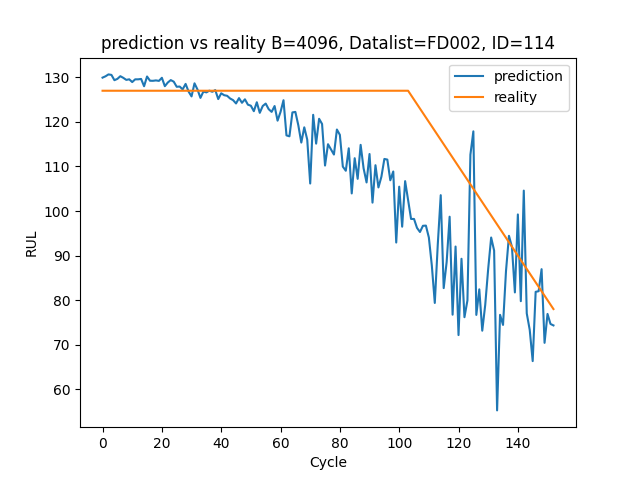 prediction vs reality B=4096, Datalist=FD002, ID=114
prediction
reality
RUL
130
120
110
100
90
80
70
60
0 20 40 60 80 100 120 140
Cycle